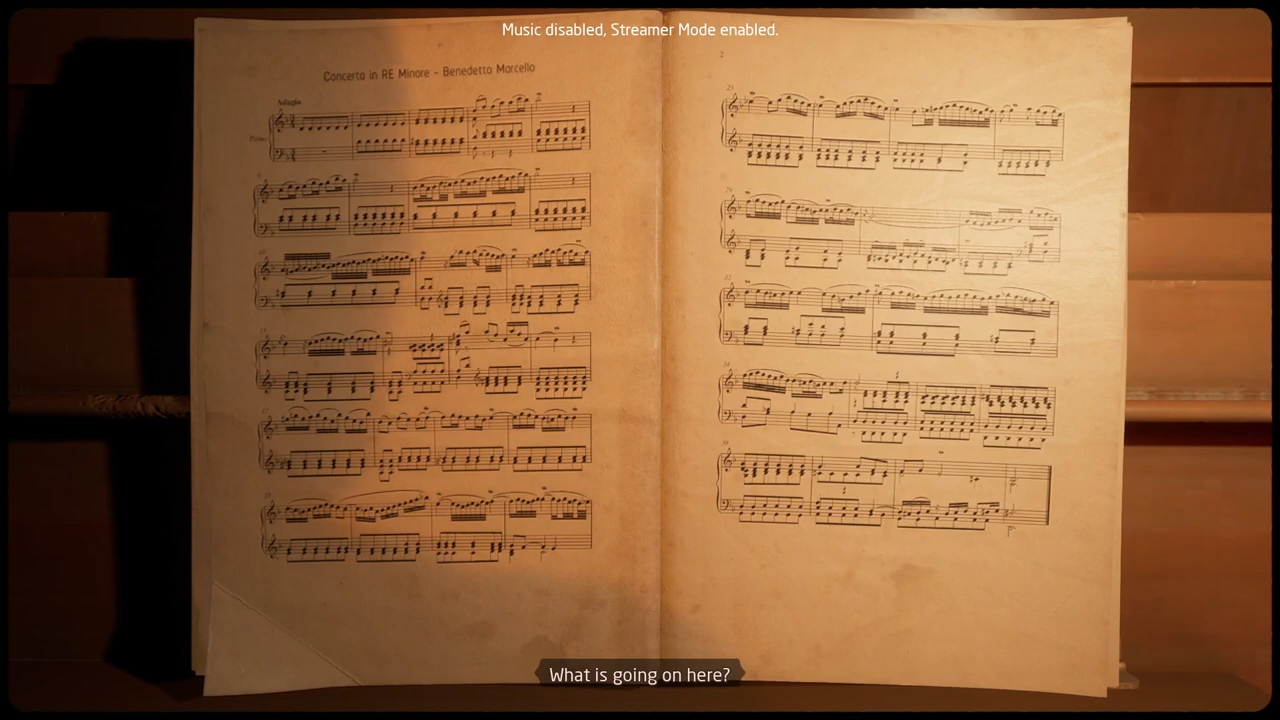 Music disabled, Streamer Mode enabled.
Concerto in RE Minore - Benedetto Marcello
2
Adagio
Piano
What is going on here?